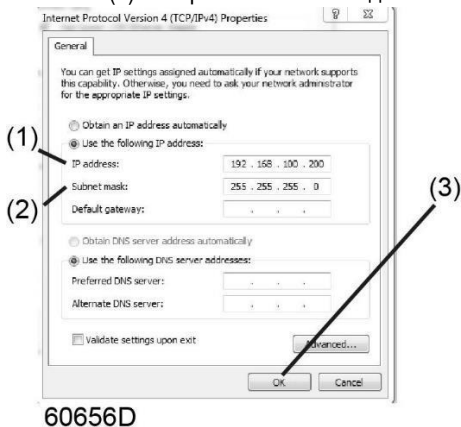 Internet Protocol Version 4 (TCP/IPv4) Properties
General
You can get IP settings assigned automatically if your network supports
this capability. Otherwise, you need to ask your network administrator
for the appropriate IP settings.
Obtain an IP address automatically
Use the following IP address:
(1)
IP address: 192 . 168 . 100 . 200
(2)
Subnet mask: 255 . 255 . 255 . 0
(3)
Default gateway: . . .
Obtain DNS server address automatically
Use the following DNS server addresses:
Preferred DNS server: . . .
Alternate DNS server: . . .
Validate settings upon exit
Advanced...
OK Cancel
60656D